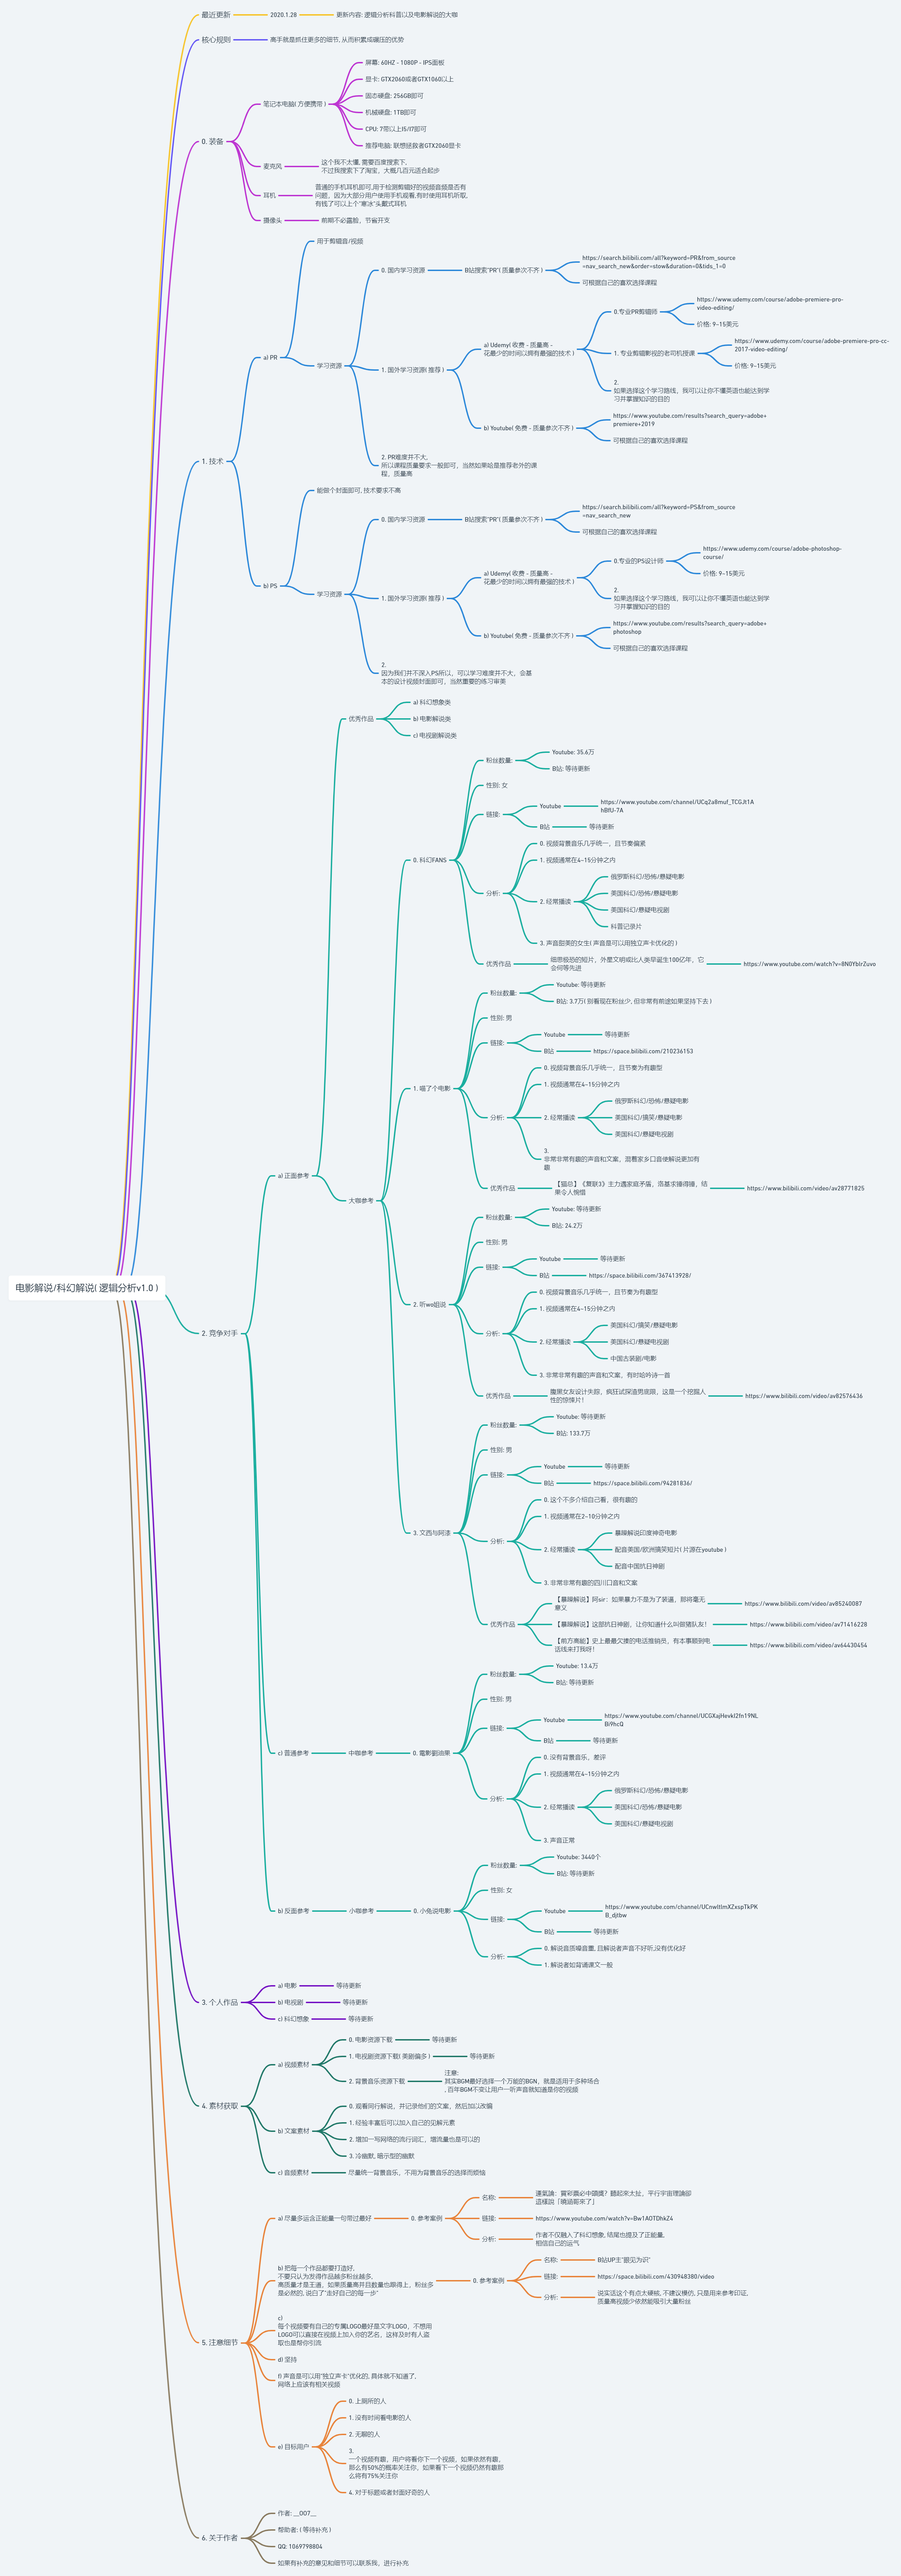 电影解说/科幻解说( 逻辑分析v1.0 )
最近更新
2020.1.28
更新内容: 逻辑分析科普以及电影解说的大咖
核心规则
高手就是抓住更多的细节, 从而积累成碾压的优势
0. 装备
笔记本电脑( 方便携带 )
屏幕: 60HZ - 1080P - IPS面板
显卡: GTX2060或者GTX1060以上
固态硬盘: 256GB即可
机械硬盘: 1TB即可
CPU: 7带以上I5/I7即可
推荐电脑: 联想拯救者GTX2060显卡
麦克风
这个我不太懂, 需要百度搜索下,
不过我搜索下了淘宝，大概几百元适合起步
耳机
普通的手机耳机即可,用于检测剪辑好的视频音频是否有
问题，因为大部分用户使用手机观看,有时使用耳机听取,
有钱了可以上个"寒冰"头戴式耳机
摄像头
前期不必露脸，节省开支
1. 技术
a) PR
用于剪辑音/视频
学习资源
0. 国内学习资源
B站搜索"PR"( 质量参次不齐 )
https://search.bilibili.com/all?keyword=PR&from_source
=nav_search_new&order=stow&duration=0&tids_1=0
可根据自己的喜欢选择课程
1. 国外学习资源( 推荐 )
a) Udemy( 收费 - 质量高 -
花最少的时间以拥有最强的技术 )
0.专业PR剪辑师
https://www.udemy.com/course/adobe-premiere-pro-
video-editing/
价格: 9-15美元
1. 专业剪辑影视的老司机授课
https://www.udemy.com/course/adobe-premiere-pro-cc-
2017-video-editing/
价格: 9-15美元
2.
如果选择这个学习路线，我可以让你不懂英语也能达到学
习并掌握知识的目的
b) Youtube( 免费 - 质量参次不齐 )
https://www.youtube.com/results?search_query=adobe+
premiere+2019
可根据自己的喜欢选择课程
2. PR难度并不大,
所以课程质量要求一般即可，当然如果哈是推荐老外的课
程，质量高
b) PS
能做个封面即可, 技术要求不高
学习资源
0. 国内学习资源
B站搜索"PR"( 质量参次不齐 )
https://search.bilibili.com/all?keyword=PS&from_source
=nav_search_new
可根据自己的喜欢选择课程
1. 国外学习资源( 推荐 )
a) Udemy( 收费 - 质量高 -
花最少的时间以拥有最强的技术 )
0.专业的PS设计师
https://www.udemy.com/course/adobe-photoshop-
course/
价格: 9-15美元
2.
如果选择这个学习路线，我可以让你不懂英语也能达到学
习并掌握知识的目的
b) Youtube( 免费 - 质量参次不齐 )
https://www.youtube.com/results?search_query=adobe+
photoshop
可根据自己的喜欢选择课程
2.
因为我们并不深入PS所以，可以学习难度并不大，会基
本的设计视频封面即可，当然重要的练习审美
2. 竞争对手
a) 正面参考
优秀作品
a) 科幻想象类
b) 电影解说类
c) 电视剧解说类
大咖参考
0. 科幻FANS
粉丝数量:
Youtube: 35.6万
B站: 等待更新
性别: 女
链接:
Youtube
https://www.youtube.com/channel/UCq2a8muf_TCGJt1A
hBfU-7A
B站
等待更新
分析:
0. 视频背景音乐几乎统一，且节奏偏紧
1. 视频通常在4-15分钟之内
2. 经常播读
俄罗斯科幻/恐怖/悬疑电影
美国科幻/恐怖/悬疑电影
美国科幻/悬疑电视剧
科普记录片
3. 声音甜美的女生( 声音是可以用独立声卡优化的 )
优秀作品
细思极恐的短片，外星文明或比人类早诞生100亿年，它
会何等先进
https://www.youtube.com/watch?v=8N0YblrZuvo
1. 喵了个电影
粉丝数量:
Youtube: 等待更新
B站: 3.7万( 别看现在粉丝少, 但非常有前途如果坚持下去 )
性别: 男
链接:
Youtube
等待更新
B站
https://space.bilibili.com/210236153
分析:
0. 视频背景音乐几乎统一，且节奏为有趣型
1. 视频通常在4-15分钟之内
2. 经常播读
俄罗斯科幻/恐怖/悬疑电影
美国科幻/搞笑/悬疑电影
美国科幻/悬疑电视剧
3.
非常非常有趣的声音和文案，混着家乡口音使解说更加有
趣
优秀作品
【猫总】《复联3》主力遇家庭矛盾，洛基求锤得锤，结
果令人惋惜
https://www.bilibili.com/video/av28771825
2. 听wo组说
粉丝数量:
Youtube: 等待更新
B站: 24.2万
性别: 男
链接:
Youtube
等待更新
B站
https://space.bilibili.com/367413928/
分析:
0. 视频背景音乐几乎统一，且节奏为有趣型
1. 视频通常在4-15分钟之内
2. 经常播读
美国科幻/搞笑/悬疑电影
美国科幻/悬疑电视剧
中国古装剧/电影
3. 非常非常有趣的声音和文案，有时哈吟诗一首
优秀作品
腹黑女友设计失踪，疯狂试探渣男底限，这是一个挖掘人
性的惊悚片！
https://www.bilibili.com/video/av82576436
3. 文西与阿漆
粉丝数量:
Youtube: 等待更新
B站: 133.7万
性别: 男
链接:
Youtube
等待更新
B站
https://space.bilibili.com/94281836/
分析:
0. 这个不多介绍自己看，很有趣的
1. 视频通常在2-10分钟之内
2. 经常播读
暴躁解说印度神奇电影
配音美国/欧洲搞笑短片( 片源在youtube )
配音中国抗日神剧
3. 非常非常有趣的四川口音和文案
优秀作品
【暴躁解说】阿sir：如果暴力不是为了装逼，那将毫无
意义
https://www.bilibili.com/video/av85240087
【暴躁解说】这部抗日神剧，让你知道什么叫做猪队友！
https://www.bilibili.com/video/av71416228
【前方高能】史上最最欠揍的电话推销员，有本事顺到电
话线来打我呀！
https://www.bilibili.com/video/av64430454
c) 普通参考
中咖参考
0. 電影劉油果
粉丝数量:
Youtube: 13.4万
B站: 等待更新
性别: 男
链接:
Youtube
https://www.youtube.com/channel/UCGXajHevkI2fn19NL
Bi9hcQ
B站
等待更新
分析:
0. 没有背景音乐，差评
1. 视频通常在4-15分钟之内
2. 经常播读
俄罗斯科幻/恐怖/悬疑电影
美国科幻/恐怖/悬疑电影
美国科幻/悬疑电视剧
3. 声音正常
b) 反面参考
小咖参考
0. 小兔说电影
粉丝数量:
Youtube: 3440个
B站: 等待更新
性别: 女
链接:
Youtube
https://www.youtube.com/channel/UCnwltlmXZxspTkPK
B_djtbw
B站
等待更新
分析:
0. 解说音质噪音重, 且解说者声音不好听,没有优化好
1. 解说者如背诵课文一般
3. 个人作品
a) 电影
等待更新
b) 电视剧
等待更新
c) 科幻想象
等待更新
4. 素材获取
a) 视频素材
0. 电影资源下载
等待更新
1. 电视剧资源下载( 美剧偏多 )
等待更新
2. 背景音乐资源下载
注意:
其实BGM最好选择一个万能的BGN，就是适用于多种场合
, 百年BGM不变让用户一听声音就知道是你的视频
b) 文案素材
0. 观看同行解说，并记录他们的文案，然后加以改编
1. 经验丰富后可以加入自己的见解元素
2. 增加一写网络的流行词汇，增流量也是可以的
3. 冷幽默, 暗示型的幽默
c) 音频素材
尽量统一背景音乐，不用为背景音乐的选择而烦恼
5. 注意细节
a) 尽量多运含正能量一句带过最好
0. 参考案例
名称:
運氣論：買彩票必中頭獎？聽起來太扯，平行宇宙理論卻
這樣說「曉涵哥來了」
链接:
https://www.youtube.com/watch?v=Bw1AOTDhkZ4
分析:
作者不仅融入了科幻想象, 结尾也提及了正能量,
相信自己的运气
b) 把每一个作品都要打造好,
不要只认为发得作品越多粉丝越多,
高质量才是王道，如果质量高并且数量也跟得上，粉丝多
是必然的, 说白了"走好自己的每一步"
0. 参考案例
名称:
B站UP主"眼见为识"
链接:
https://space.bilibili.com/430948380/video
分析:
说实话这个有点太硬核, 不建议模仿, 只是用来参考印证,
质量高视频少依然能吸引大量粉丝
c)
每个视频要有自己的专属LOGO最好是文字LOGO，不想用
LOGO可以直接在视频上加入你的艺名，这样及时有人盗
取也是帮你引流
d) 坚持
f) 声音是可以用"独立声卡"优化的, 具体就不知道了,
网络上应该有相关视频
e) 目标用户
0. 上厕所的人
1. 没有时间看电影的人
2. 无聊的人
3.
一个视频有趣，用户将看你下一个视频，如果依然有趣，
那么有50%的概率关注你，如果看下一个视频仍然有趣那
么将有75%关注你
4. 对于标题或者封面好奇的人
6. 关于作者
作者: __OO7__
帮助者: ( 等待补充 )
QQ: 1069798804
如果有补充的意见和细节可以联系我，进行补充